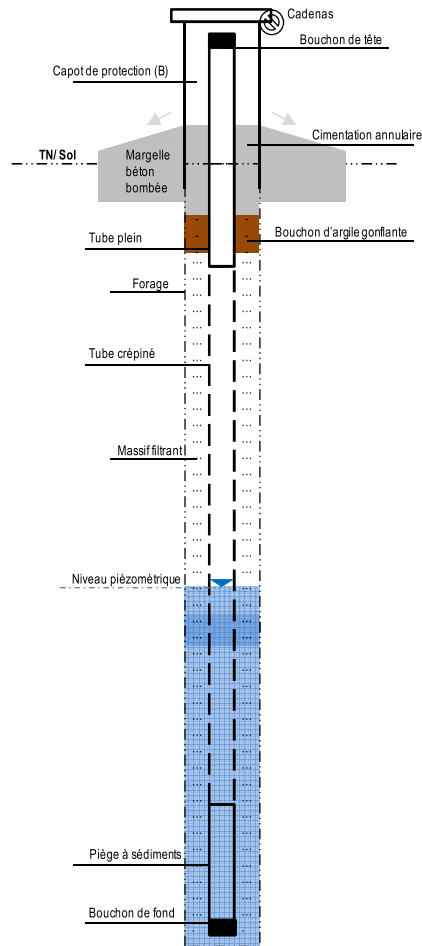 Cadenas
Bouchon de tête
Capot de protection (B)
Cimentation annulaire
TN/ Sol
Margelle
béton
bombée
Bouchon d'argile gonflante
Tube plein
Forage
Tube crépiné
Massif filtrant
Niveau piézométrique
Piège à sédiments
Bouchon de fond